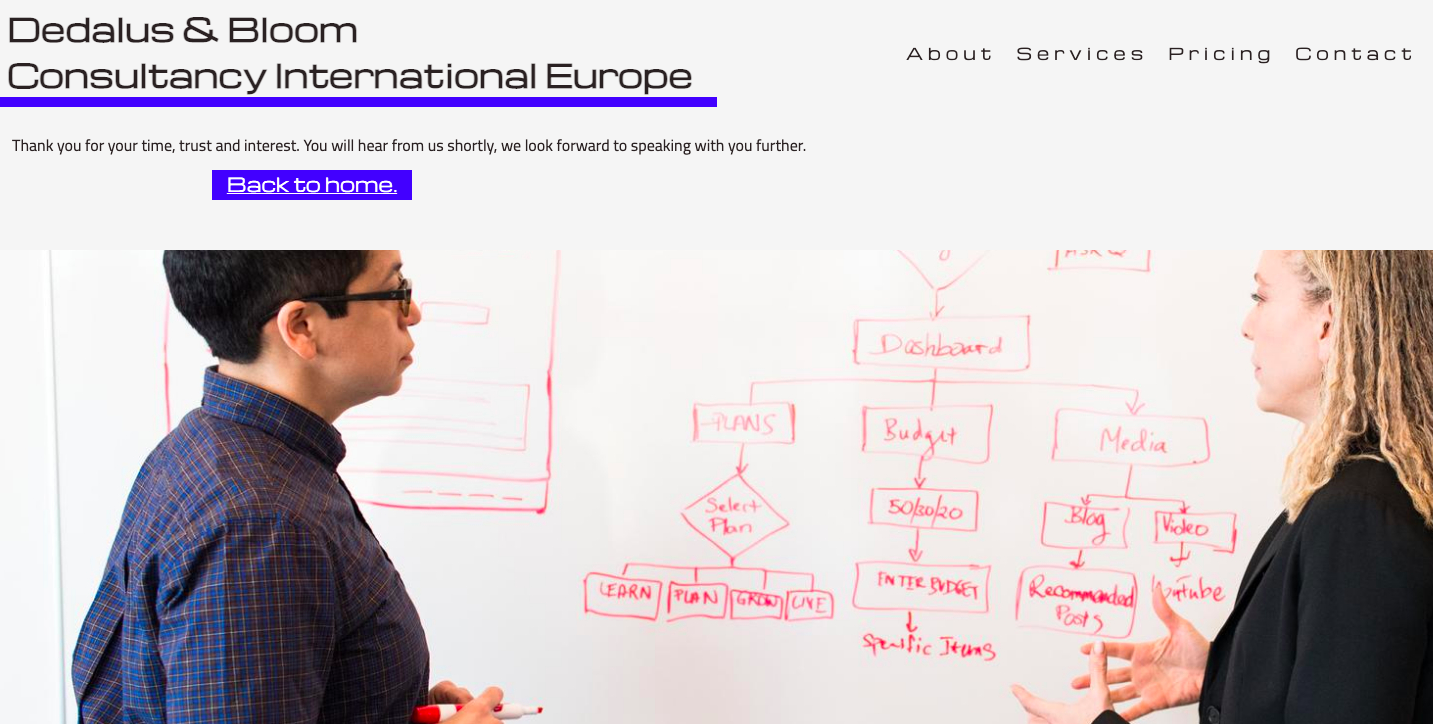 Dedalus & Bloom
Consultancy International Europe
About Services Pricing Contact
Thank you for your time, trust and interest. You will hear from us shortly, we look forward to speaking with you further.
Back to home.
Dashboard
PLANS
Budget
Media
Select
Plan
50/30/20
Blog
Video
LEARN
PLAN
GROW
LIVE
ENTER BUDGET
Recommended
Posts
Youtube
Specific Items